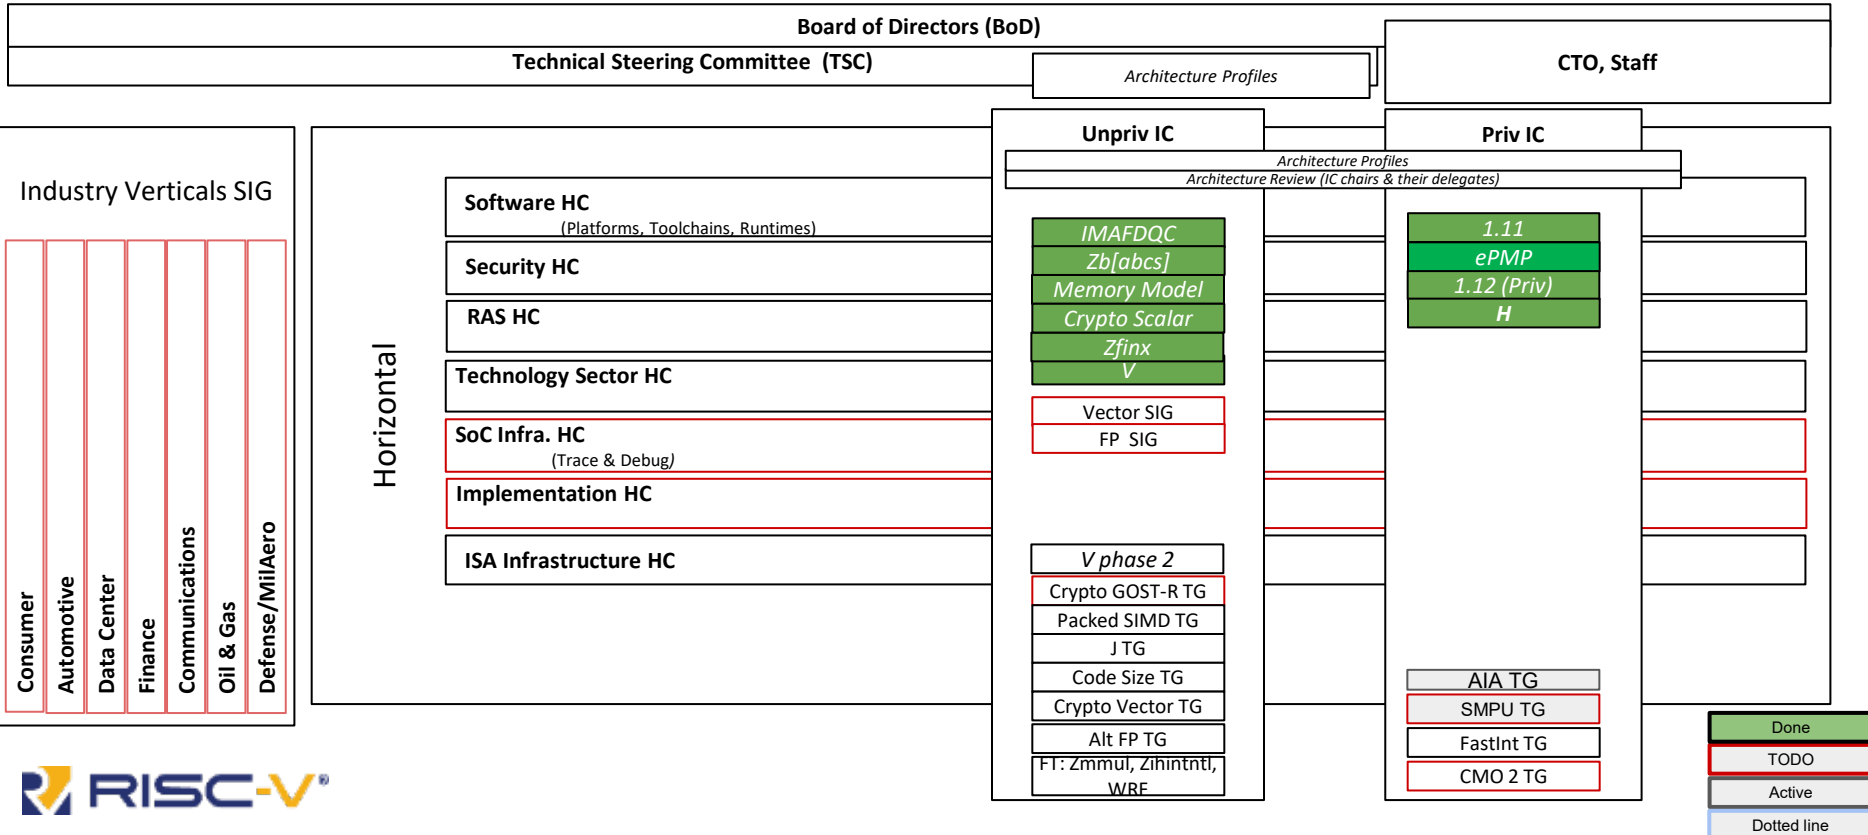 Board of Directors (BoD)
Technical Steering Committee (TSC)
Architecture Profiles
CTO, Staff
Industry Verticals SIG
Consumer
Automotive
Data Center
Finance
Communications
Oil & Gas
Defense/MilAero
Horizontal
Software HC
(Platforms, Toolchains, Runtimes)
Security HC
RAS HC
Technology Sector HC
SoC Infra. HC
(Trace & Debug)
Implementation HC
ISA Infrastructure HC
Unpriv IC
Priv IC
Architecture Profiles
Architecture Review (IC chairs & their delegates)
IMAFDQC
Zb[abcs]
Memory Model
Crypto Scalar
Zfinx
V
Vector SIG
FP SIG
V phase 2
Crypto GOST-R TG
Packed SIMD TG
J TG
Code Size TG
Crypto Vector TG
Alt FP TG
FT: Zmmul, Zihintntl,
WRF
1.11
ePMP
1.12 (Priv)
H
AIA TG
SMPU TG
FastInt TG
CMO 2 TG
Done
TODO
Active
Dotted line
RISC-V®